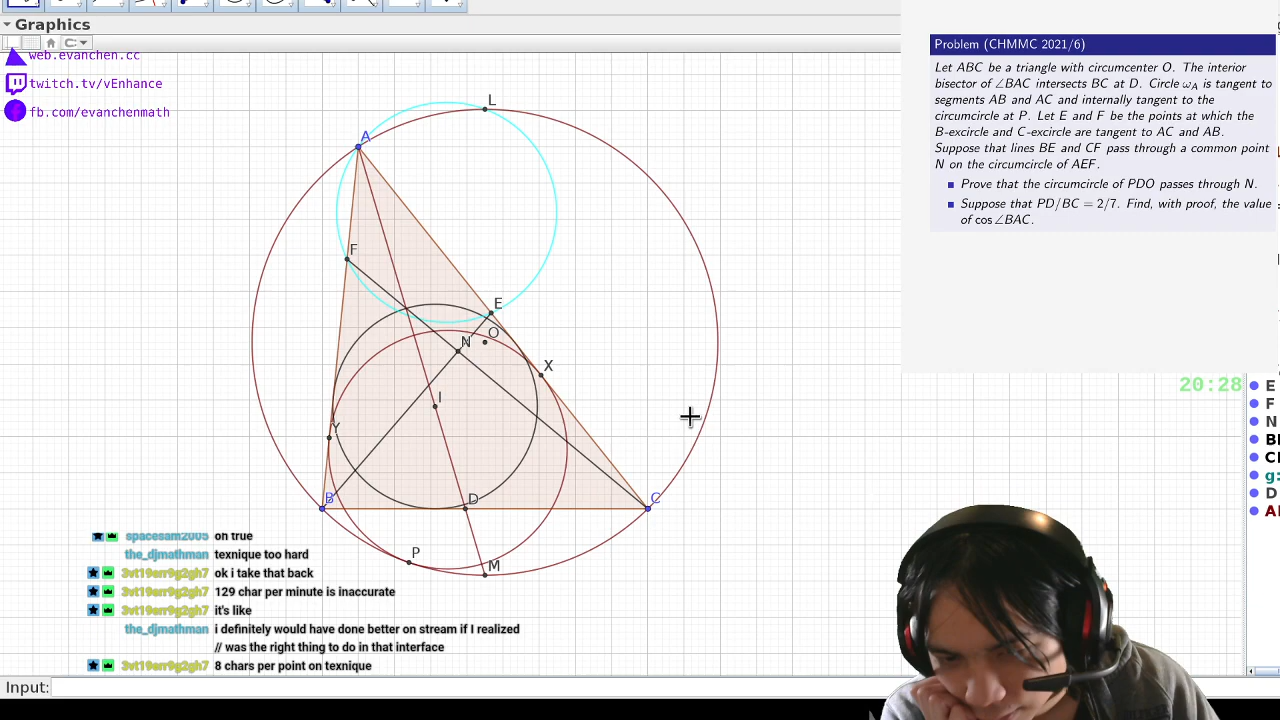 Graphics
web.evanchen.cc
twitch.tv/vEnhance
fb.com/evanchenmath
L
A
F
E
O
N
X
I
Y
B
D
C
P
M
Problem (CHMMC 2021/6)
Let ABC be a triangle with circumcenter O. The interior
bisector of ∠BAC intersects BC at D. Circle ωA is tangent to
segments AB and AC and internally tangent to the
circumcircle at P. Let E and F be the points at which the
B-excircle and C-excircle are tangent to AC and AB.
Suppose that lines BE and CF pass through a common point
N on the circumcircle of AEF.
Prove that the circumcircle of PDO passes through N.
Suppose that PD/BC = 2/7. Find, with proof, the value
of cos ∠BAC.
20:28
E
F
N
D
spacesam2005 on true
the_djmathman texnique too hard
3vt19err9g2gh7 ok i take that back
3vt19err9g2gh7 129 char per minute is inaccurate
3vt19err9g2gh7 it's like
the_djmathman i definitely would have done better on stream if I realized
// was the right thing to do in that interface
3vt19err9g2gh7 8 chars per point on texnique
Input: